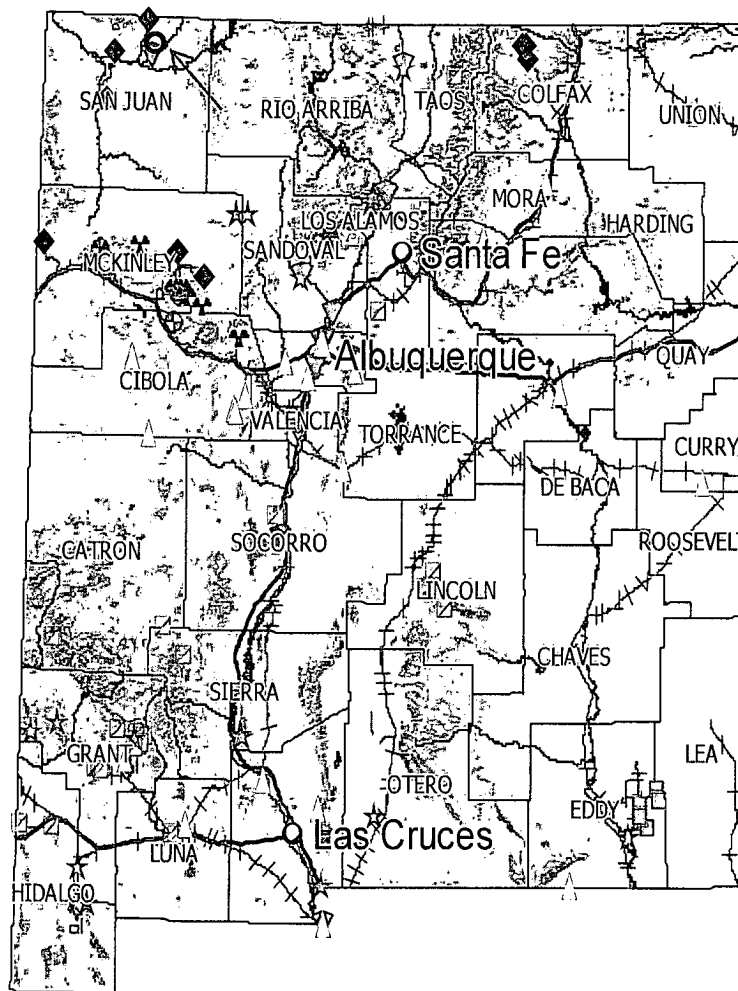 SAN JUAN
RIO ARRIBA
TAOS
COLFAX
UNION
MORA
LOS ALAMOS
HARDING
SANDOVAL
Santa Fe
MCKINLEY
Albuquerque
QUAY
CIBOLA
VALENCIA
TORRANCE
CURRY
DE BACA
CATRON
SOCORRO
ROOSEVELT
LINCOLN
CHAVES
SIERRA
GRANT
LEA
OTERO
EDDY
Las Cruces
LUNA
HIDALGO